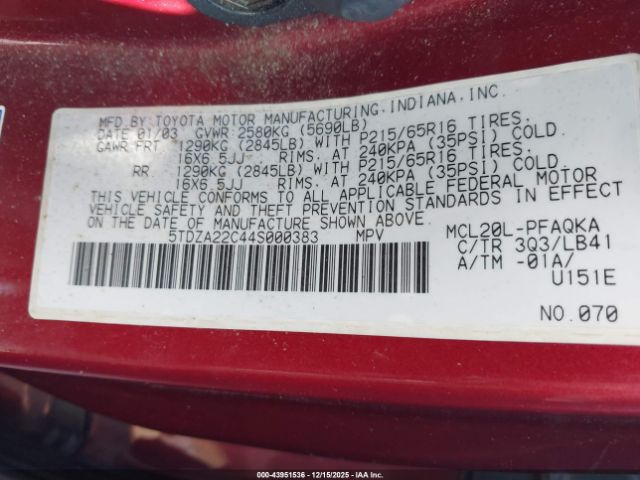 MFD.BY TOYOTA MOTOR MANUFACTURING,INDIANA,INC.
DATE 01/03 GVWR 2580KG (5690LB)
GAWR FRT 1290KG (2845LB) WITH P215/65R16 TIRES.
16X6.5JJ RIMS. AT 240KPA (35PSI) COLD.
RR 1290KG (2845LB) WITH P215/65R16 TIRES.
16X6.5JJ RIMS. AT 240KPA (35PSI) COLD.
THIS VEHICLE CONFORMS TO ALL APPLICABLE FEDERAL MOTOR
VEHICLE SAFETY AND THEFT PREVENTION STANDARDS IN EFFECT
ON THE DATE OF MANUFACTURE SHOWN ABOVE.
5TDZA22C44S000383 MPV
MCL20L-PFAQKA
C/TR 3Q3/LB41
A/TM -01A/
U151E
NO.070
000-43951536 - 12/15/2025 - IAA Inc.